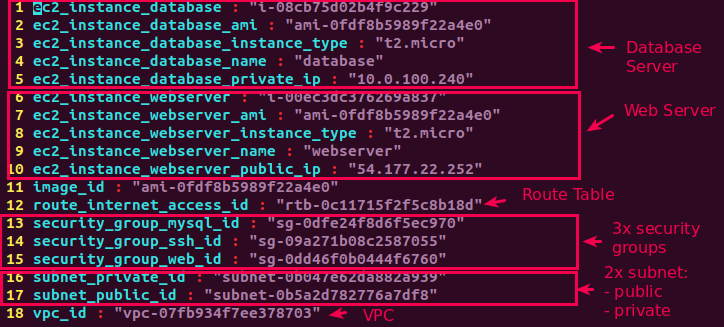 1 ec2_instance_database : "i-08cb75d02b4f9c229"
2 ec2_instance_database_ami : "ami-0fdf8b5989f22a4e0"
3 ec2_instance_database_instance_type : "t2.micro"
4 ec2_instance_database_name : "database"
5 ec2_instance_database_private_ip : "10.0.100.240"
Database
Server
6 ec2_instance_webserver : "i-00ec3dc376269a837"
7 ec2_instance_webserver_ami : "ami-0fdf8b5989f22a4e0"
8 ec2_instance_webserver_instance_type : "t2.micro"
9 ec2_instance_webserver_name : "webserver"
10 ec2_instance_webserver_public_ip : "54.177.22.252"
Web Server
11 image_id : "ami-0fdf8b5989f22a4e0"
12 route_internet_access_id : "rtb-0c11715f2f5c8b18d"
Route Table
13 security_group_mysql_id : "sg-0dfe24f8d6f5ec970"
14 security_group_ssh_id : "sg-09a271b08c2587055"
15 security_group_web_id : "sg-0dd46f0b0444f6760"
3x security
groups
16 subnet_private_id : "subnet-0b047e62da882a939"
17 subnet_public_id : "subnet-0b5a2d782776a7df8"
2x subnet:
- public
- private
18 vpc_id : "vpc-07fb934f7ee378703"
VPC